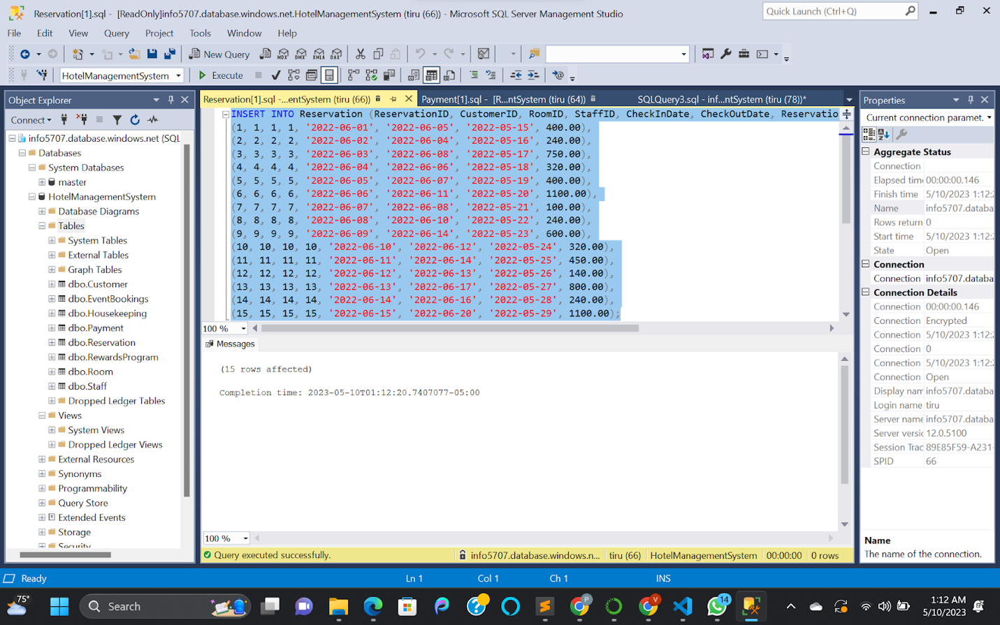 Reservation[1].sql - [ReadOnly]info5707.database.windows.net.HotelManagementSystem (tiru (66)) - Microsoft SQL Server Management Studio
Quick Launch (Ctrl+Q)
File Edit View Query Project Tools Window Help
New Query
MDX DMX XMLA DAX
HotelManagementSystem
Execute
Object Explorer
Connect
info5707.database.windows.net (SQL
Databases
System Databases
master
HotelManagementSystem
Database Diagrams
Tables
System Tables
External Tables
Graph Tables
dbo.Customer
dbo.EventBookings
dbo.Housekeeping
dbo.Payment
dbo.Reservation
dbo.RewardsProgram
dbo.Room
dbo.Staff
Dropped Ledger Tables
Views
System Views
Dropped Ledger Views
External Resources
Synonyms
Programmability
Query Store
Extended Events
Storage
Security
Reservation[1].sql -...entSystem (tiru (66))
Payment[1].sql - [R...ntSystem (tiru (64))
SQLQuery3.sql - inf...ntSystem (tiru (78))*
INSERT INTO Reservation (ReservationID, CustomerID, RoomID, StaffID, CheckInDate, CheckOutDate, Reservatio
(1, 1, 1, 1, '2022-06-01', '2022-06-05', '2022-05-15', 400.00),
(2, 2, 2, 2, '2022-06-02', '2022-06-04', '2022-05-16', 240.00),
(3, 3, 3, 3, '2022-06-03', '2022-06-08', '2022-05-17', 750.00),
(4, 4, 4, 4, '2022-06-04', '2022-06-06', '2022-05-18', 320.00),
(5, 5, 5, 5, '2022-06-05', '2022-06-07', '2022-05-19', 400.00),
(6, 6, 6, 6, '2022-06-06', '2022-06-11', '2022-05-20', 1100.00),
(7, 7, 7, 7, '2022-06-07', '2022-06-08', '2022-05-21', 100.00),
(8, 8, 8, 8, '2022-06-08', '2022-06-10', '2022-05-22', 240.00),
(9, 9, 9, 9, '2022-06-09', '2022-06-14', '2022-05-23', 600.00),
(10, 10, 10, 10, '2022-06-10', '2022-06-12', '2022-05-24', 320.00),
(11, 11, 11, 11, '2022-06-11', '2022-06-14', '2022-05-25', 450.00),
(12, 12, 12, 12, '2022-06-12', '2022-06-13', '2022-05-26', 140.00),
(13, 13, 13, 13, '2022-06-13', '2022-06-17', '2022-05-27', 800.00),
(14, 14, 14, 14, '2022-06-14', '2022-06-16', '2022-05-28', 240.00),
(15, 15, 15, 15, '2022-06-15', '2022-06-20', '2022-05-29', 1100.00);
100 %
Messages
(15 rows affected)
Completion time: 2023-05-10T01:12:20.7407077-05:00
100 %
Query executed successfully.
info5707.database.windows.n... tiru (66) HotelManagementSystem 00:00:00 0 rows
Properties
Current connection paramet.
Aggregate Status
Connection
Elapsed time 00:00:00.146
Finish time 5/10/2023 1:12:
Name info5707.databa
Rows return 0
Start time 5/10/2023 1:12:
State Open
Connection
Connection info5707.databa
Connection Details
Connection 00:00:00.146
Connection Encrypted
Connection 5/10/2023 1:12:
Connection 0
Connection 5/10/2023 1:12:
Connection Open
Display nam info5707.databa
Login name tiru
Server name info5707.databa
Server versic 12.0.5100
Session Trac 89E85F59-A231-
SPID 66
Name
The name of the connection.
Ready Ln 1 Col 1 Ch 1 INS
75°
Search
P
V
14
1:12 AM
5/10/2023